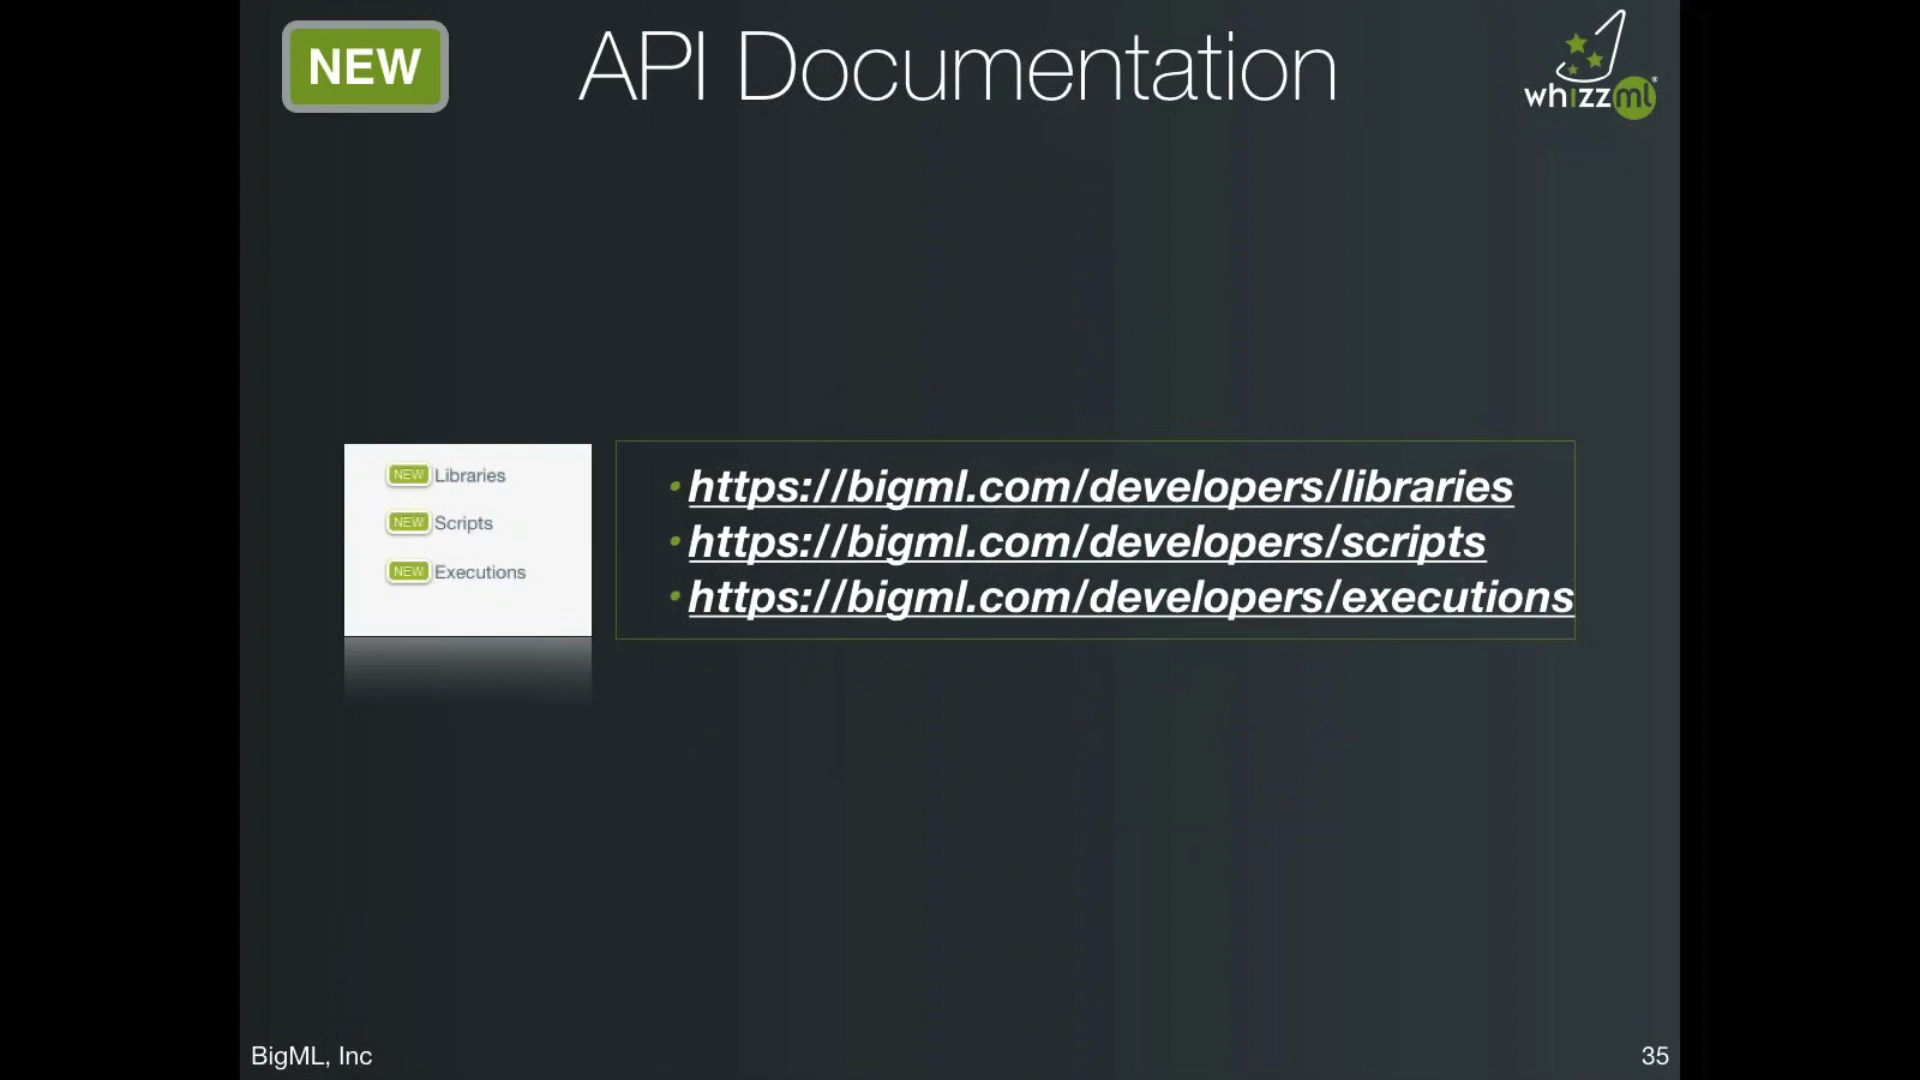 NEW
API Documentation
whizzml
NEW Libraries
NEW Scripts
NEW Executions
• https://bigml.com/developers/libraries
• https://bigml.com/developers/scripts
• https://bigml.com/developers/executions
BigML, Inc
35